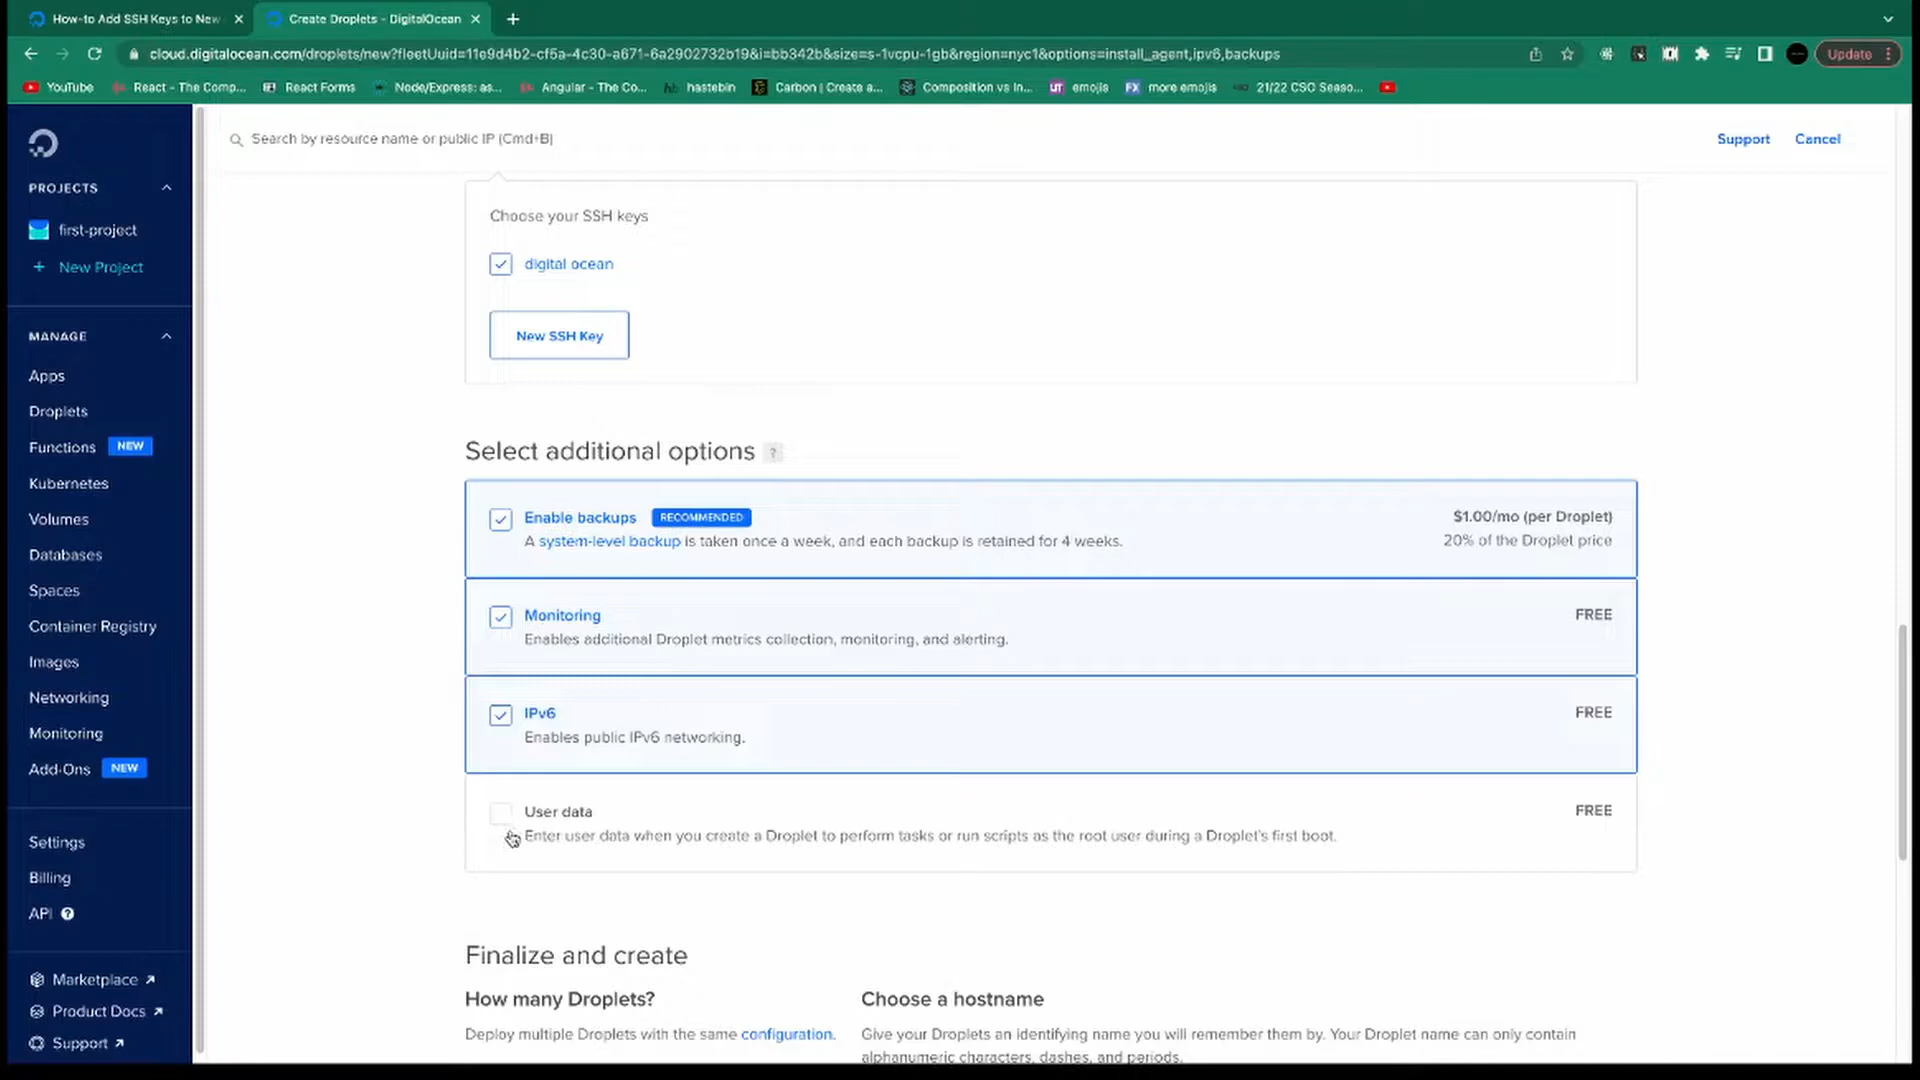 How-to Add SSH Keys to New
Create Droplets - DigitalOcean
cloud.digitalocean.com/droplets/new?fleetUuid=11e9d4b2-cf5a-4c30-a671-6a2902732b19&i=bb342b&size=s-1vcpu-1gb&region=nyc1&options=install_agent,ipv6,backups
Update
YouTube
React - The Comp...
React Forms
Node/Express: as...
Angular - The Co...
hastebin
Carbon | Create a...
Composition vs In...
UT emojis
FX more emojis
21/22 CSC Seaso...
Search by resource name or public IP (Cmd+B)
Support
Cancel
PROJECTS
first-project
+ New Project
MANAGE
Apps
Droplets
Functions NEW
Kubernetes
Volumes
Databases
Spaces
Container Registry
Images
Networking
Monitoring
Add-Ons NEW
Settings
Billing
API ?
Marketplace
Product Docs
Support
Choose your SSH keys
digital ocean
New SSH Key
Select additional options ?
Enable backups RECOMMENDED
$1.00/mo (per Droplet)
A system-level backup is taken once a week, and each backup is retained for 4 weeks.
20% of the Droplet price
Monitoring
FREE
Enables additional Droplet metrics collection, monitoring, and alerting.
IPv6
FREE
Enables public IPv6 networking.
User data
FREE
Enter user data when you create a Droplet to perform tasks or run scripts as the root user during a Droplet's first boot.
Finalize and create
How many Droplets?
Deploy multiple Droplets with the same configuration.
Choose a hostname
Give your Droplets an identifying name you will remember them by. Your Droplet name can only contain
alphanumeric characters, dashes, and periods.